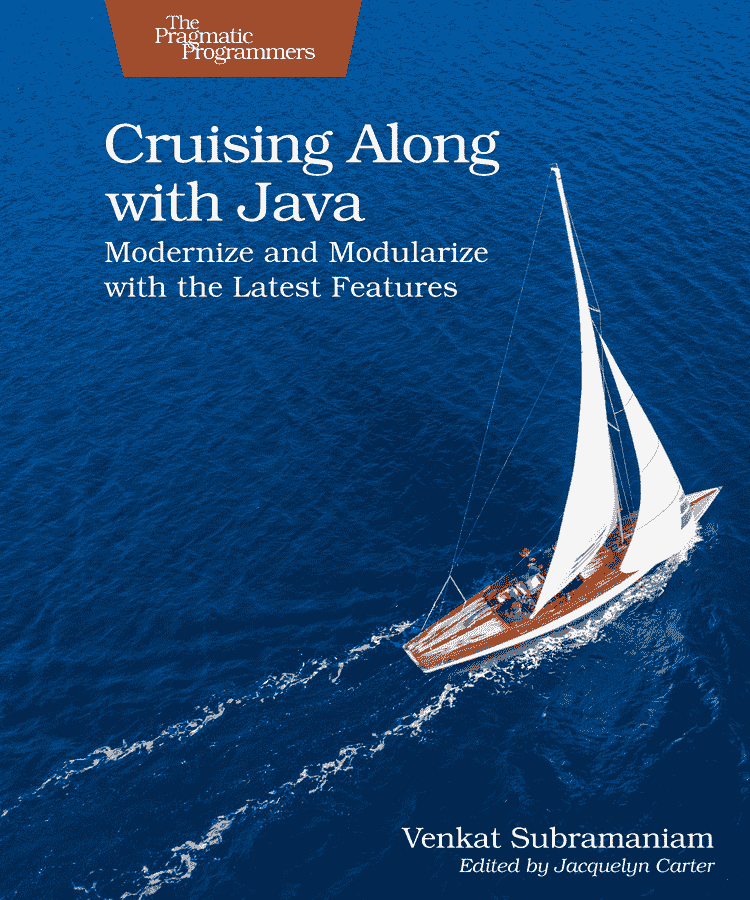 The
Pragmatic
Programmers
Cruising Along
with Java
Modernize and Modularize
with the Latest Features
Venkat Subramaniam
Edited by Jacquelyn Carter